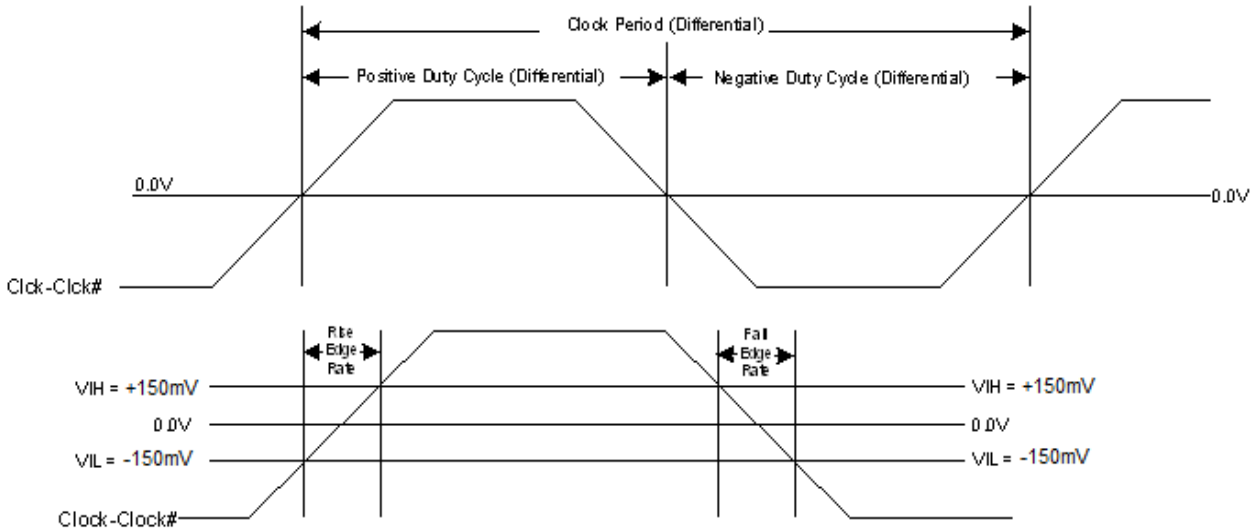 Clock Period (Differential)
Positive Duty Cycle (Differential)
Negative Duty Cycle (Differential)
0.0V
0.0V
Clck-Clck#
Rise
Edge
Rate
Fall
Edge
Rate
VIH = +150mV
VIH = +150mV
0.0V
0.0V
VIL = -150mV
VIL = -150mV
Clock-Clock#